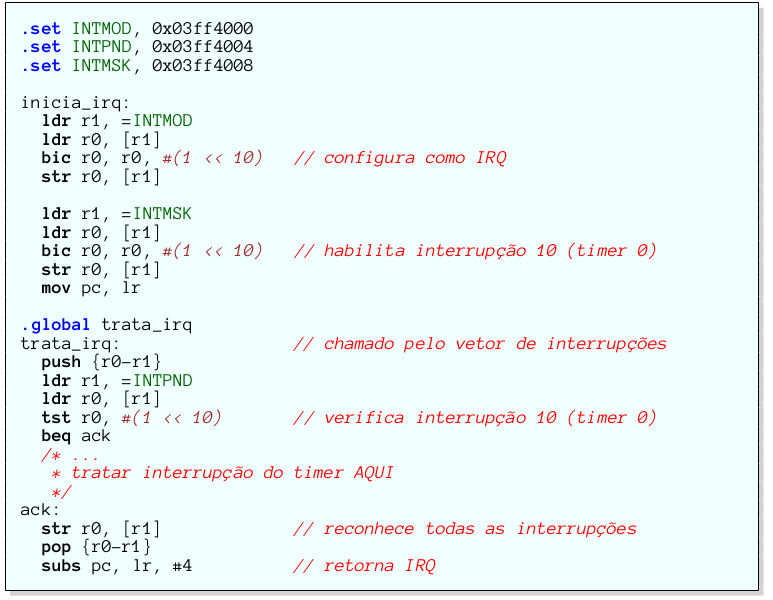 .set INTMOD, 0x03ff4000
.set INTPND, 0x03ff4004
.set INTMSK, 0x03ff4008

inicia_irq:
  ldr r1, =INTMOD
  ldr r0, [r1]
  bic r0, r0, #(1 << 10)   // configura como IRQ
  str r0, [r1]

  ldr r1, =INTMSK
  ldr r0, [r1]
  bic r0, r0, #(1 << 10)   // habilita interrupção 10 (timer 0)
  str r0, [r1]
  mov pc, lr

.global trata_irq
trata_irq:                 // chamado pelo vetor de interrupções
  push {r0-r1}
  ldr r1, =INTPND
  ldr r0, [r1]
  tst r0, #(1 << 10)       // verifica interrupção 10 (timer 0)
  beq ack
  /* ...
   * tratar interrupção do timer AQUI
   */
ack:
  str r0, [r1]             // reconhece todas as interrupções
  pop {r0-r1}
  subs pc, lr, #4          // retorna IRQ